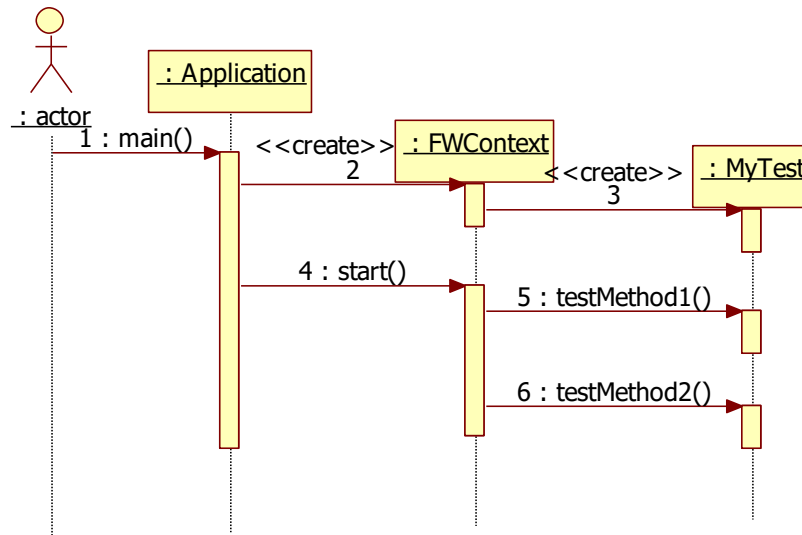 : Application
: actor
1 : main()
<<create>>
2
: FWContext
<<create>>
3
: MyTest
4 : start()
5 : testMethod1()
6 : testMethod2()